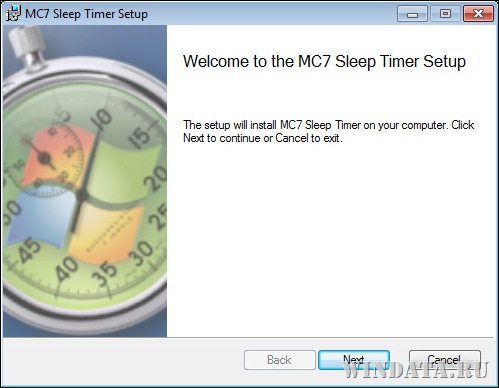 MC7 Sleep Timer Setup
Welcome to the MC7 Sleep Timer Setup
The setup will install MC7 Sleep Timer on your computer. Click
Next to continue or Cancel to exit.
10
15
20
25
30
35
40
45
50
Back
Next
Cancel
WINDATA.RU